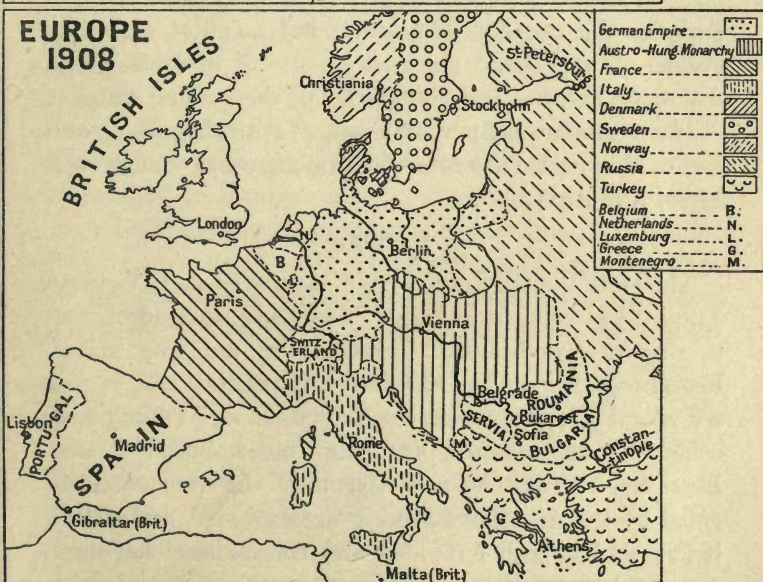 EUROPE
1908
BRITISH ISLES
Christiania
Stockholm
St Petersburg
London
N
Berlin
B
L
Paris
Vienna
SWITZ-
ERLAND
Belgrade
ROUMANIA
Bukarest
SERVIA
Sofia
BULGARIA
Constan-
tinople
Lisbon
PORTUGAL
SPAIN
Madrid
Rome
M
Gibraltar (Brit.)
G
Athens
Malta (Brit.)
German Empire
Austro-Hung. Monarchy
France
Italy
Denmark
Sweden
Norway
Russia
Turkey
Belgium B.
Netherlands N.
Luxemburg L.
Greece G.
Montenegro M